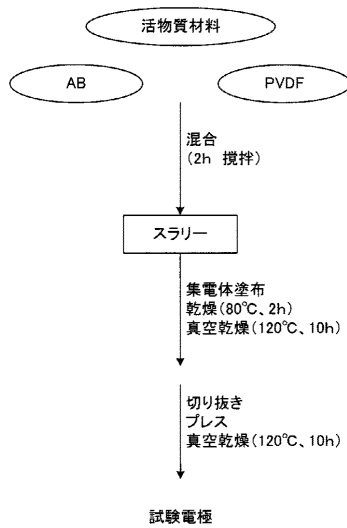 活物質材料
AB
PVDF
混合
(2h 撹拌)
スラリー
集電体塗布
乾燥(80℃、2h)
真空乾燥(120℃、10h)
切り抜き
プレス
真空乾燥(120℃、10h)
試験電極